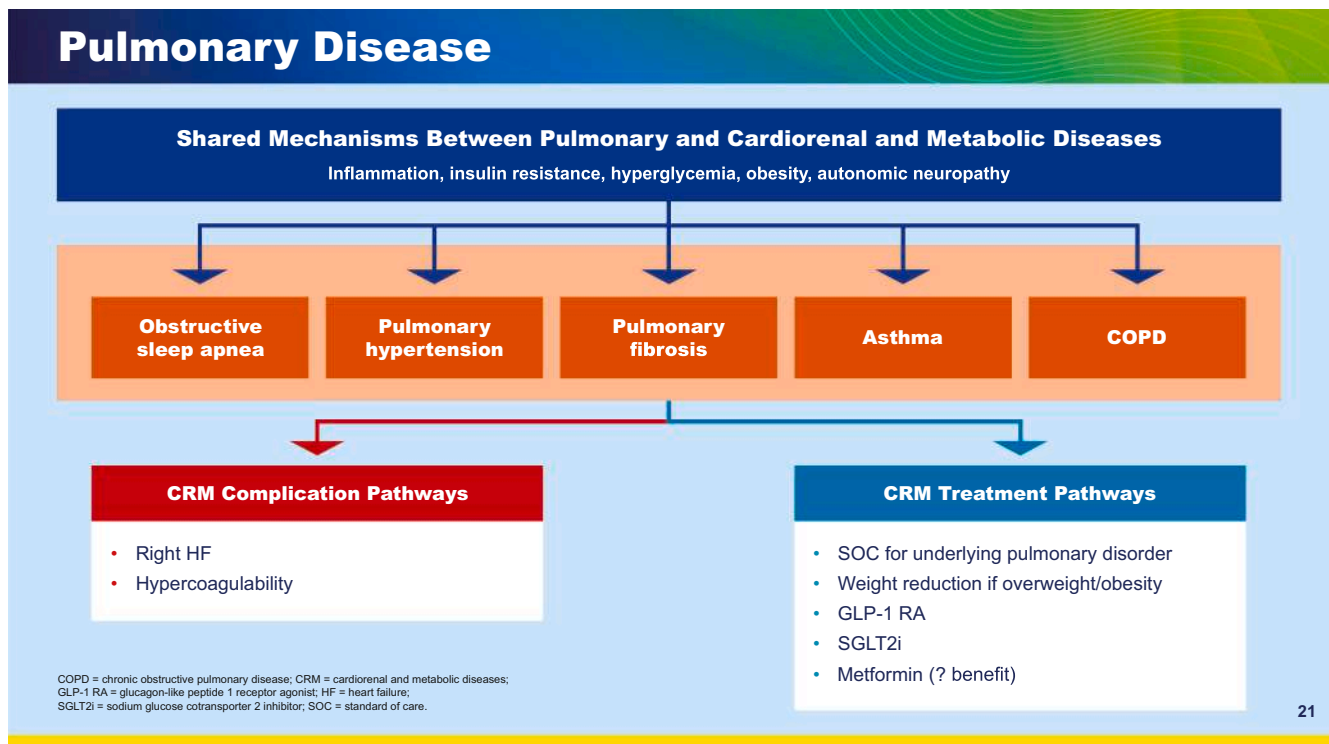 Pulmonary Disease
Shared Mechanisms Between Pulmonary and Cardiorenal and Metabolic Diseases
Inflammation, insulin resistance, hyperglycemia, obesity, autonomic neuropathy
Obstructive
sleep apnea
Pulmonary
hypertension
Pulmonary
fibrosis
Asthma
COPD
CRM Complication Pathways
• Right HF
• Hypercoagulability
CRM Treatment Pathways
• SOC for underlying pulmonary disorder
• Weight reduction if overweight/obesity
• GLP-1 RA
• SGLT2i
• Metformin (? benefit)
COPD = chronic obstructive pulmonary disease; CRM = cardiorenal and metabolic diseases;
GLP-1 RA = glucagon-like peptide 1 receptor agonist; HF = heart failure;
SGLT2i = sodium glucose cotransporter 2 inhibitor; SOC = standard of care.
21